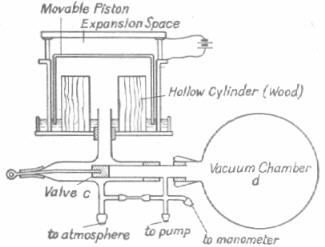 Movable Piston
Expansion Space
Hollow Cylinder (Wood)
Vacuum Chamber
d
Valve c
to atmosphere
to pump
to manometer